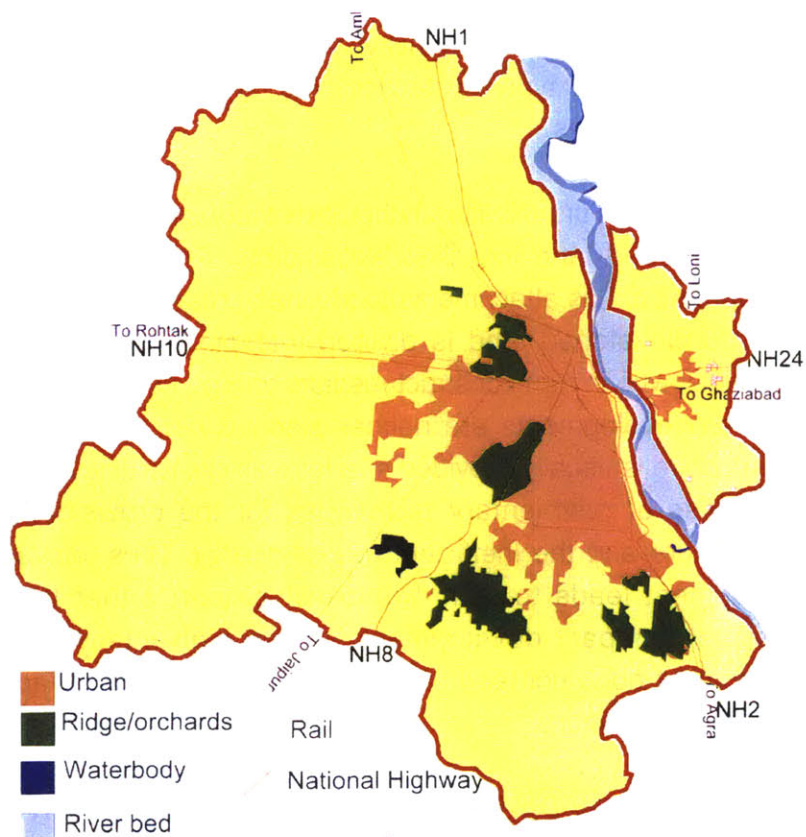 To Aml
NH1
To Loni
To Rohtak
NH10
NH24
To Ghaziabad
To Jaipur
NH8
To Agra
NH2
Urban
Ridge/orchards
Rail
Waterbody
National Highway
River bed